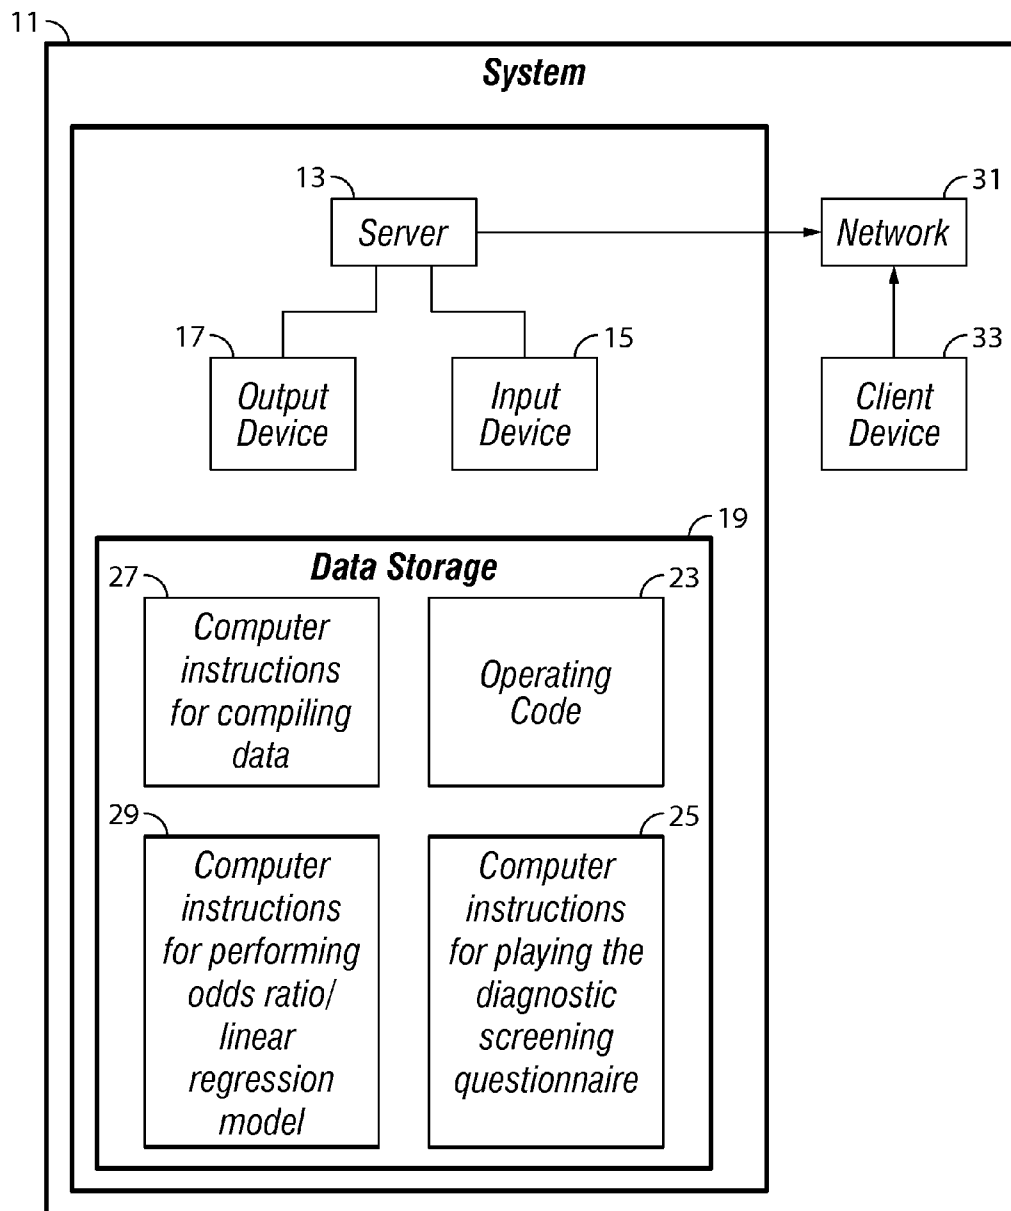 11
System
13
Server
31
Network
17
Output
Device
15
Input
Device
33
Client
Device
19
Data Storage
27
Computer
instructions
for compiling
data
23
Operating
Code
29
Computer
instructions
for performing
odds ratio/
linear
regression
model
25
Computer
instructions
for playing the
diagnostic
screening
questionnaire